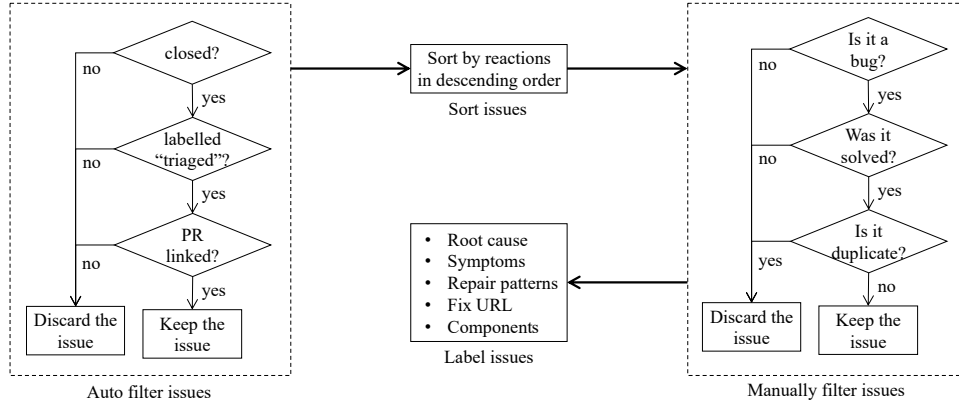 closed?
no
yes
labelled
“triaged”?
no
yes
PR
linked?
no
yes
Discard the
issue
Keep the
issue
Auto filter issues
Sort by reactions
in descending order
Sort issues
Is it a
bug?
no
yes
Was it
solved?
no
yes
Is it
duplicate?
yes
no
Discard the
issue
Keep the
issue
Manually filter issues
• Root cause
• Symptoms
• Repair patterns
• Fix URL
• Components
Label issues